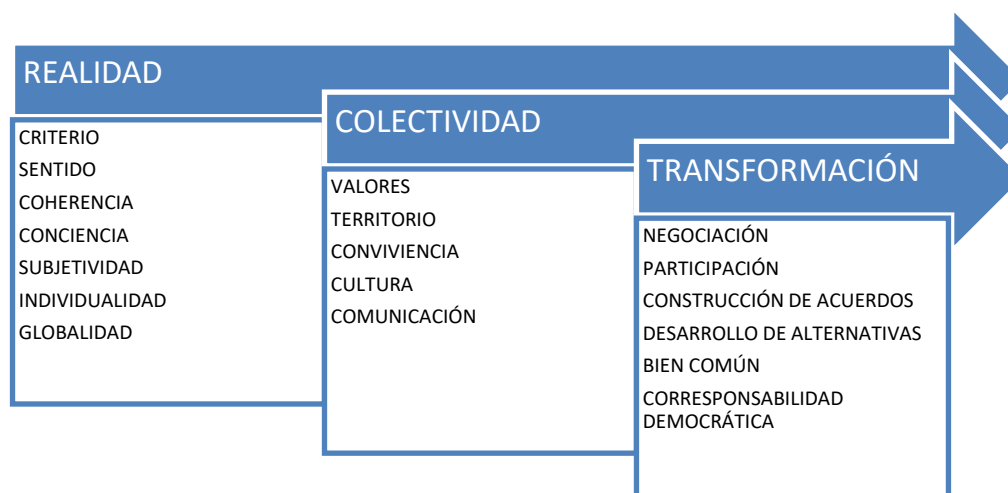 REALIDAD
CRITERIO
SENTIDO
COHERENCIA
CONCIENCIA
SUBJETIVIDAD
INDIVIDUALIDAD
GLOBALIDAD
COLECTIVIDAD
VALORES
TERRITORIO
CONVIVIENCIA
CULTURA
COMUNICACIÓN
TRANSFORMACIÓN
NEGOCIACIÓN
PARTICIPACIÓN
CONSTRUCCIÓN DE ACUERDOS
DESARROLLO DE ALTERNATIVAS
BIEN COMÚN
CORRESPONSABILIDAD
DEMOCRÁTICA